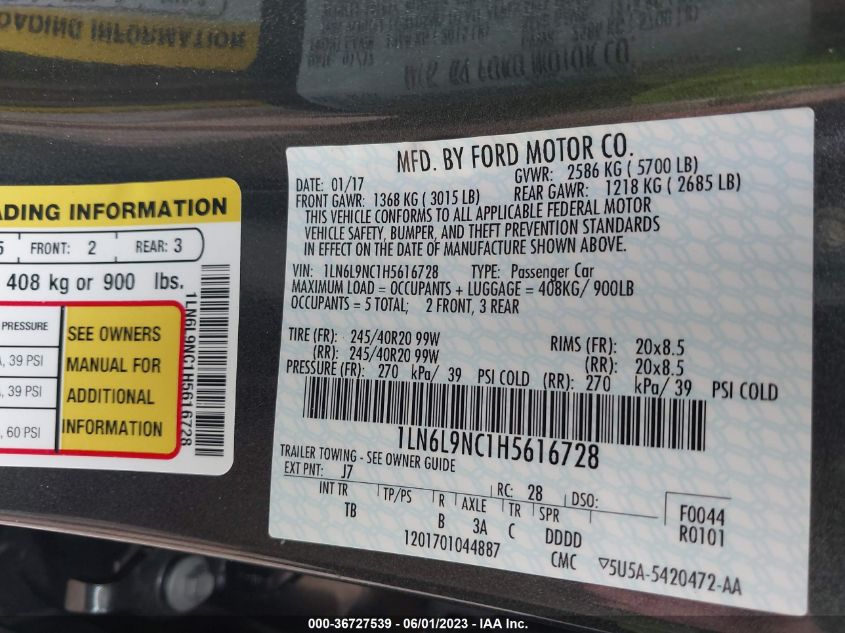 ADING INFORMATION
5 FRONT: 2 REAR: 3
408 kg or 900 lbs.
PRESSURE
, 39 PSI
, 39 PSI
, 60 PSI
SEE OWNERS
MANUAL FOR
ADDITIONAL
INFORMATION
1LN6L9NC1H5616728
MFD. BY FORD MOTOR CO.
DATE: 01/17 GVWR: 2586 KG ( 5700 LB)
FRONT GAWR: 1368 KG ( 3015 LB) REAR GAWR: 1218 KG ( 2685 LB)
THIS VEHICLE CONFORMS TO ALL APPLICABLE FEDERAL MOTOR
VEHICLE SAFETY, BUMPER, AND THEFT PREVENTION STANDARDS
IN EFFECT ON THE DATE OF MANUFACTURE SHOWN ABOVE.
VIN: 1LN6L9NC1H5616728 TYPE: Passenger Car
MAXIMUM LOAD = OCCUPANTS + LUGGAGE = 408KG/ 900LB
OCCUPANTS = 5 TOTAL; 2 FRONT, 3 REAR
TIRE (FR): 245/40R20 99W RIMS (FR): 20x8.5
(RR): 245/40R20 99W (RR): 20x8.5
PRESSURE (FR): 270 kPa/ 39 PSI COLD (RR): 270 kPa/ 39 PSI COLD
1LN6L9NC1H5616728
TRAILER TOWING - SEE OWNER GUIDE
EXT PNT: J7 RC: 28 DSO:
INT TR TP/PS R AXLE TR SPR
TB B 3A C DDDD
F0044
R0101
1201701044887 CMC ▽5U5A-5420472-AA
000-36727539 - 06/01/2023 - IAA Inc.